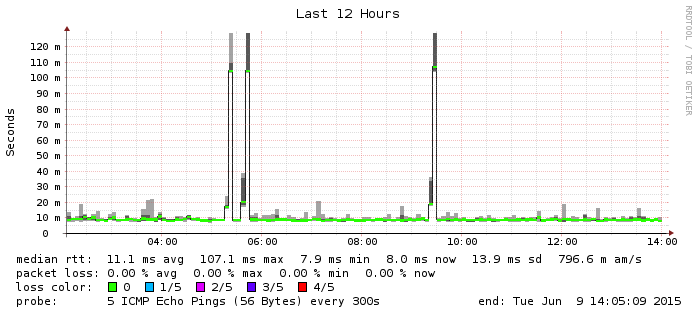 Last 12 Hours
RRDTOOL / TOBI OETIKER
Seconds
120 m
110 m
100 m
90 m
80 m
70 m
60 m
50 m
40 m
30 m
20 m
10 m
0
04:00 06:00 08:00 10:00 12:00 14:00
median rtt: 11.1 ms avg 107.1 ms max 7.9 ms min 8.0 ms now 13.9 ms sd 796.6 m am/s
packet loss: 0.00 % avg 0.00 % max 0.00 % min 0.00 % now
loss color: 0 1/5 2/5 3/5 4/5
probe: 5 ICMP Echo Pings (56 Bytes) every 300s end: Tue Jun 9 14:05:09 2015